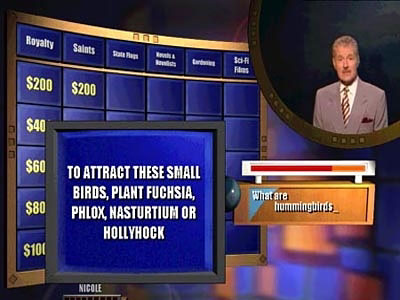 Royalty
Saints
State Flags
Novels &
Novelists
Gardening
Sci-Fi
Films
$200
$200
$40
$60
$80
$100
TO ATTRACT THESE SMALL
BIRDS, PLANT FUCHSIA,
PHLOX, NASTURTIUM OR
HOLLYHOCK
What are
hummingbirds_
NICOLE